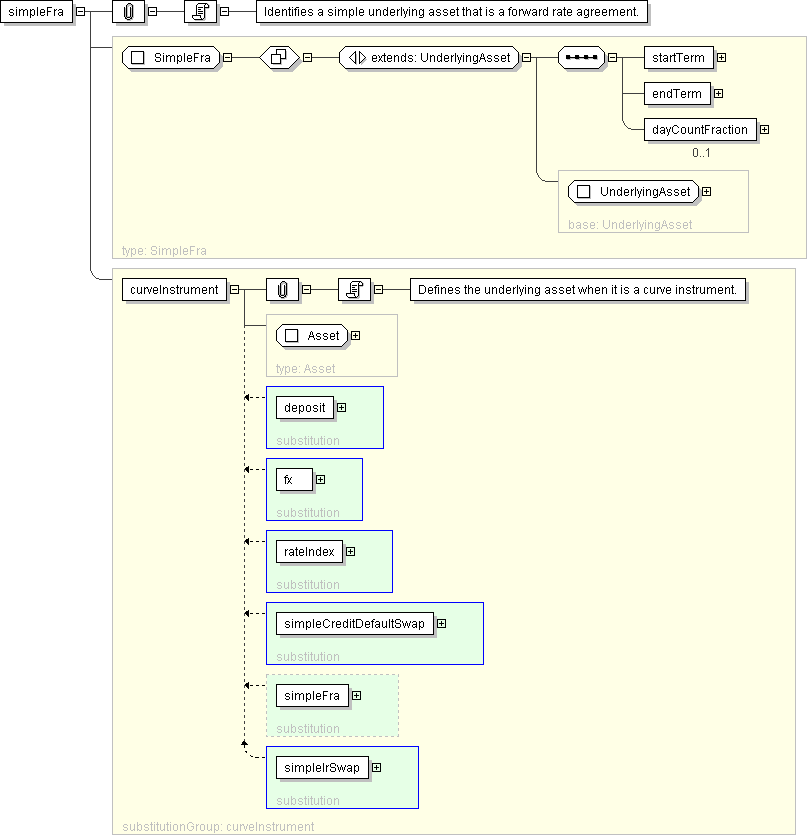 simpleFra
Identifies a simple underlying asset that is a forward rate agreement.
SimpleFra
extends: UnderlyingAsset
startTerm
endTerm
dayCountFraction
0..1
UnderlyingAsset
base: UnderlyingAsset
type: SimpleFra
curveInstrument
Defines the underlying asset when it is a curve instrument.
Asset
type: Asset
deposit
substitution
fx
substitution
rateIndex
substitution
simpleCreditDefaultSwap
substitution
simpleFra
substitution
simpleIrSwap
substitution
substitutionGroup: curveInstrument